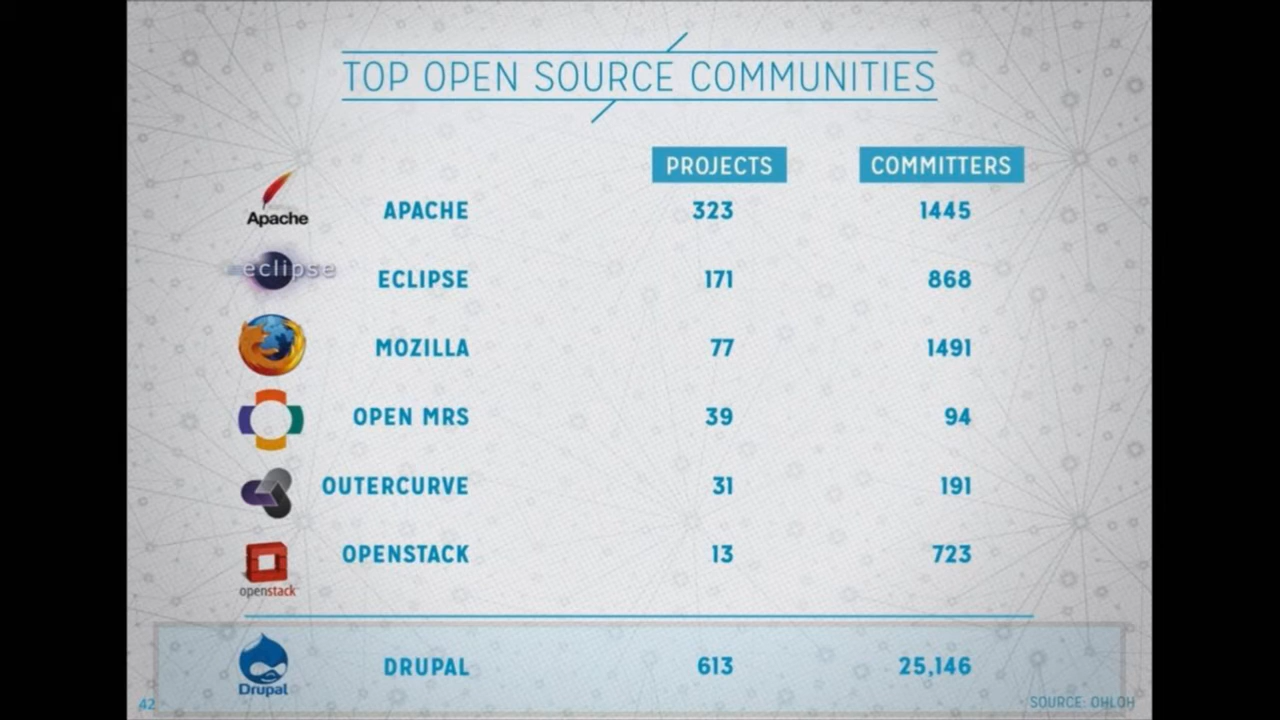 TOP OPEN SOURCE COMMUNITIES
PROJECTS COMMITTERS
Apache APACHE 323 1445
eclipse ECLIPSE 171 868
MOZILLA 77 1491
OPEN MRS 39 94
OUTERCURVE 31 191
OPENSTACK 13 723
openstack
DRUPAL 613 25,146
Drupal
42 SOURCE: OHLOH